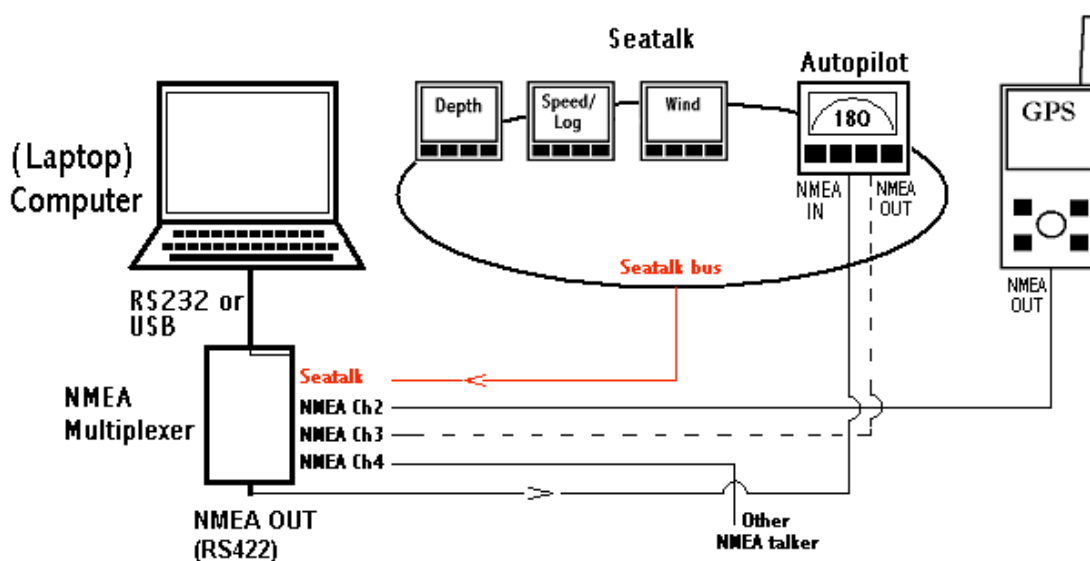 Seatalk
Autopilot
Depth
Speed/
Log
Wind
180
GPS
(Laptop)
Computer
NMEA
IN
NMEA
OUT
Seatalk bus
NMEA
OUT
RS232 or
USB
Seatalk
NMEA Ch2
NMEA Ch3
NMEA Ch4
NMEA
Multiplexer
NMEA OUT
(RS422)
Other
NMEA talker